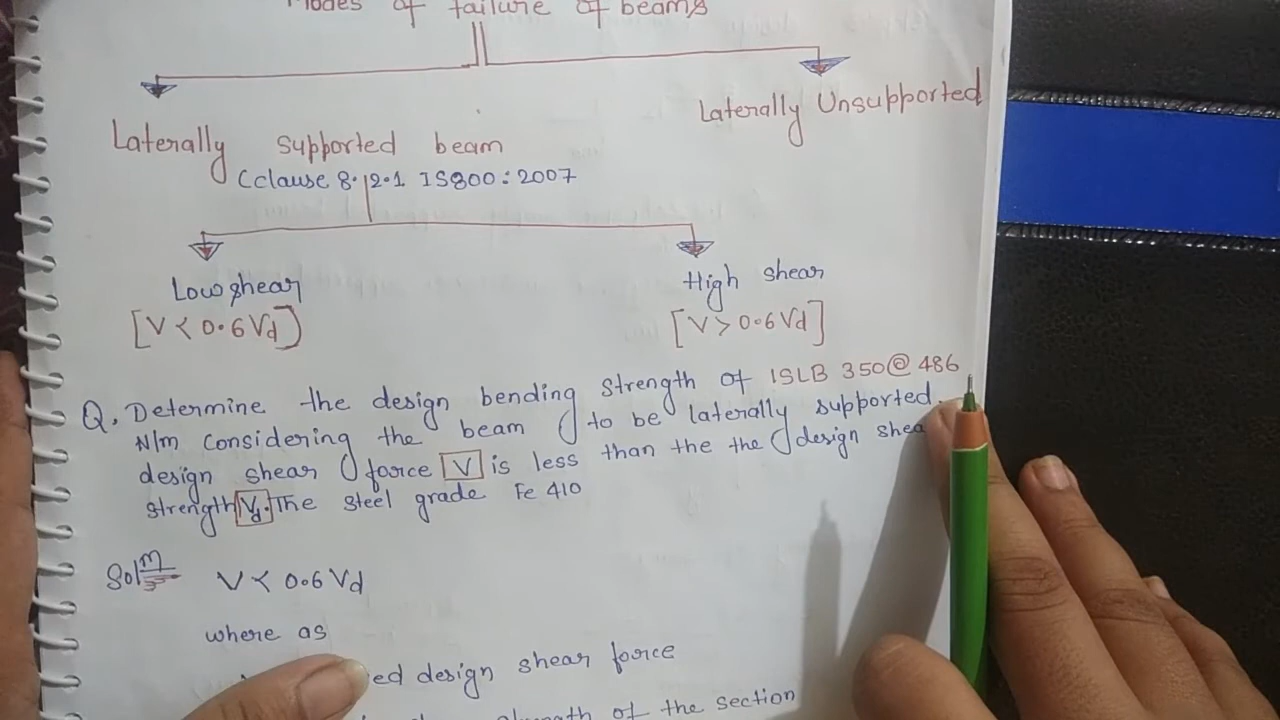 Modes of failure of beams
Laterally Supported beam
Laterally Unsupported
(clause 8.2.1 IS800:2007
Low shear
[V < 0.6 Vd]
High shear
[V > 0.6 Vd]
Q. Determine the design bending strength of ISLB 350@ 486
N/m considering the beam to be laterally supported.
design shear force V is less than the the design shea
strength Vd. The steel grade Fe 410
Solⁿ V < 0.6 Vd
where as
ed design shear force
of the section